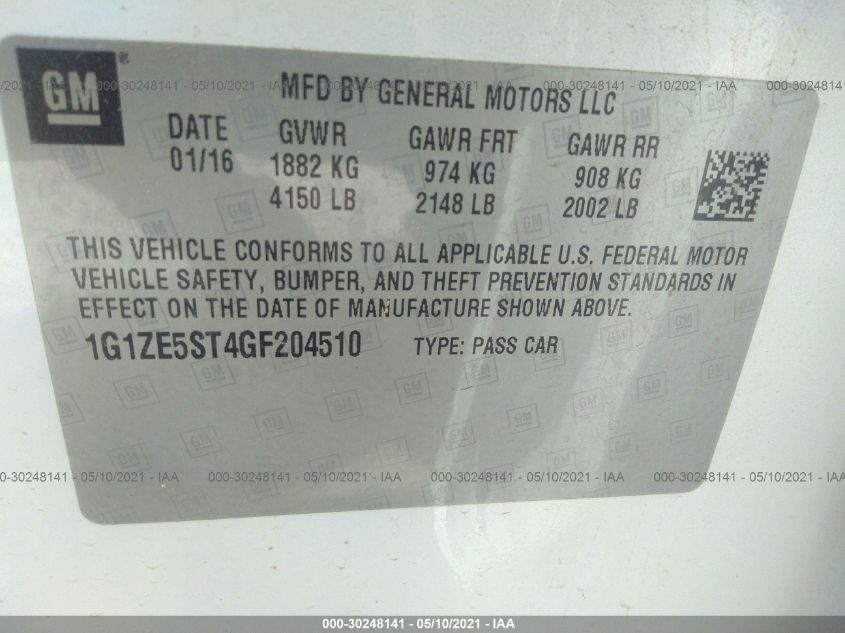 GM
®
MFD BY GENERAL MOTORS LLC
DATE GVWR GAWR FRT GAWR RR
01/16 1882 KG 974 KG 908 KG
4150 LB 2148 LB 2002 LB
THIS VEHICLE CONFORMS TO ALL APPLICABLE U.S. FEDERAL MOTOR
VEHICLE SAFETY, BUMPER, AND THEFT PREVENTION STANDARDS IN
EFFECT ON THE DATE OF MANUFACTURE SHOWN ABOVE.
1G1ZE5ST4GF204510 TYPE: PASS CAR
000-30248141 - 05/10/2021 - IAA